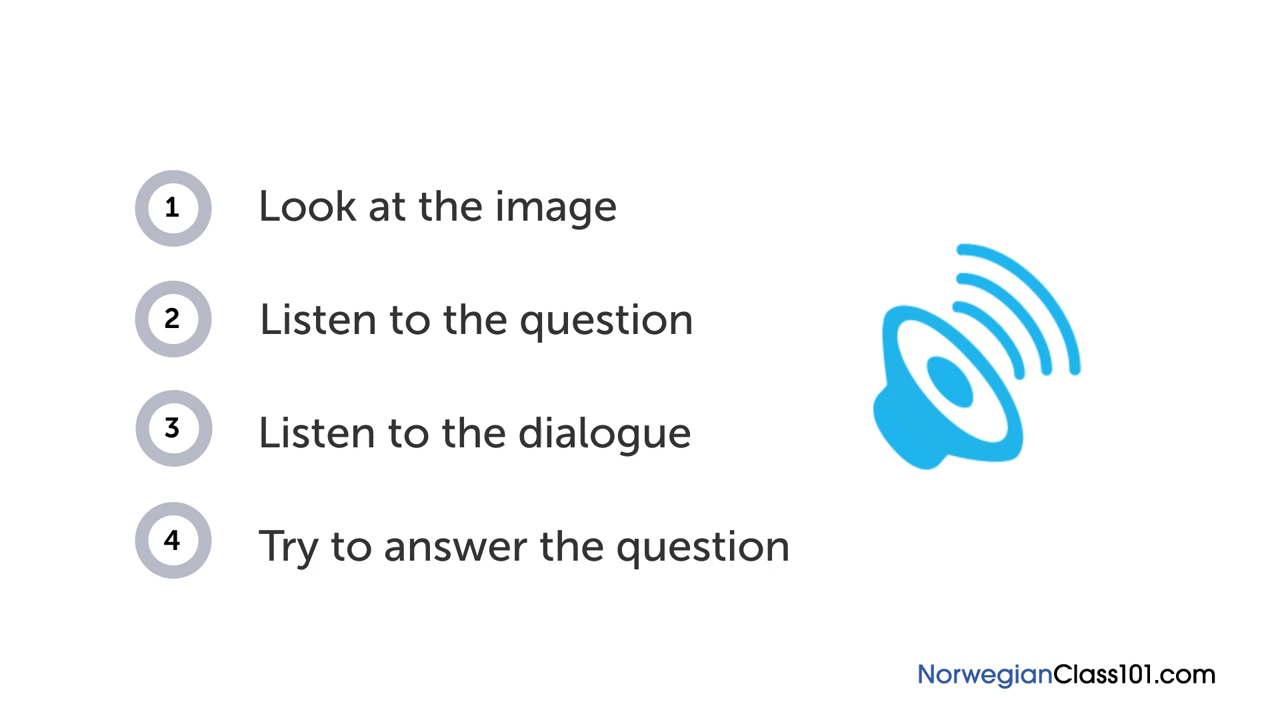 1 Look at the image
2 Listen to the question
3 Listen to the dialogue
4 Try to answer the question
NorwegianClass101.com